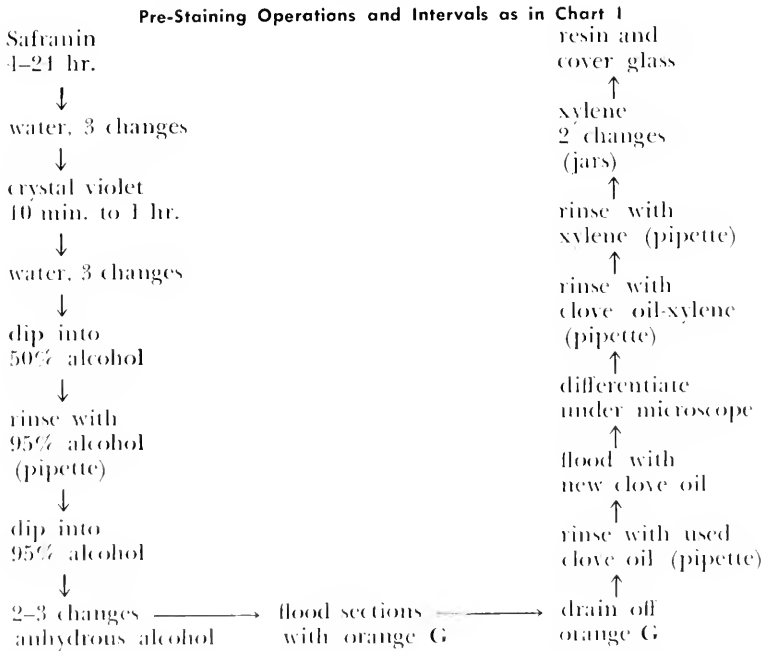 Pre-Staining Operations and Intervals as in Chart I
Safranin
4–24 hr.
↓
water, 3 changes
↓
crystal violet
10 min. to 1 hr.
↓
water, 3 changes
↓
dip into
50% alcohol
↓
rinse with
95% alcohol
(pipette)
↓
dip into
95% alcohol
↓
2–3 changes
anhydrous alcohol
→
flood sections
with orange G
→
drain off
orange G
↑
rinse with used
clove oil (pipette)
↑
flood with
new clove oil
↑
differentiate
under microscope
↑
rinse with
clove oil-xylene
(pipette)
↑
rinse with
xylene (pipette)
↑
xylene
2 changes
(jars)
↑
resin and
cover glass